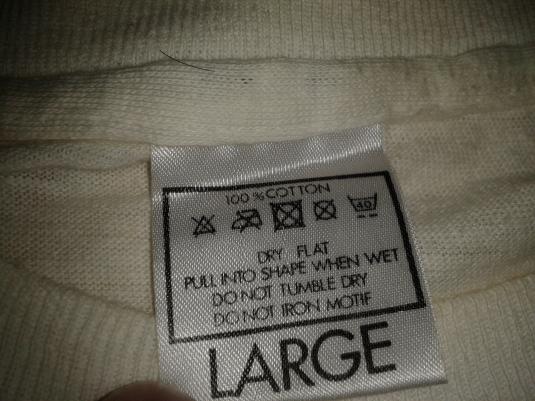 100 % COTTON
40
DRY FLAT
PULL INTO SHAPE WHEN WET
DO NOT TUMBLE DRY
DO NOT IRON MOTIF
LARGE